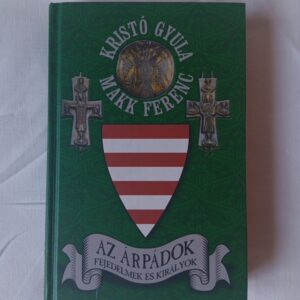 KRISTÓ GYULA
MAKK FERENC
AZ ÁRPÁDOK
FEJEDELMEK ÉS KIRÁLYOK